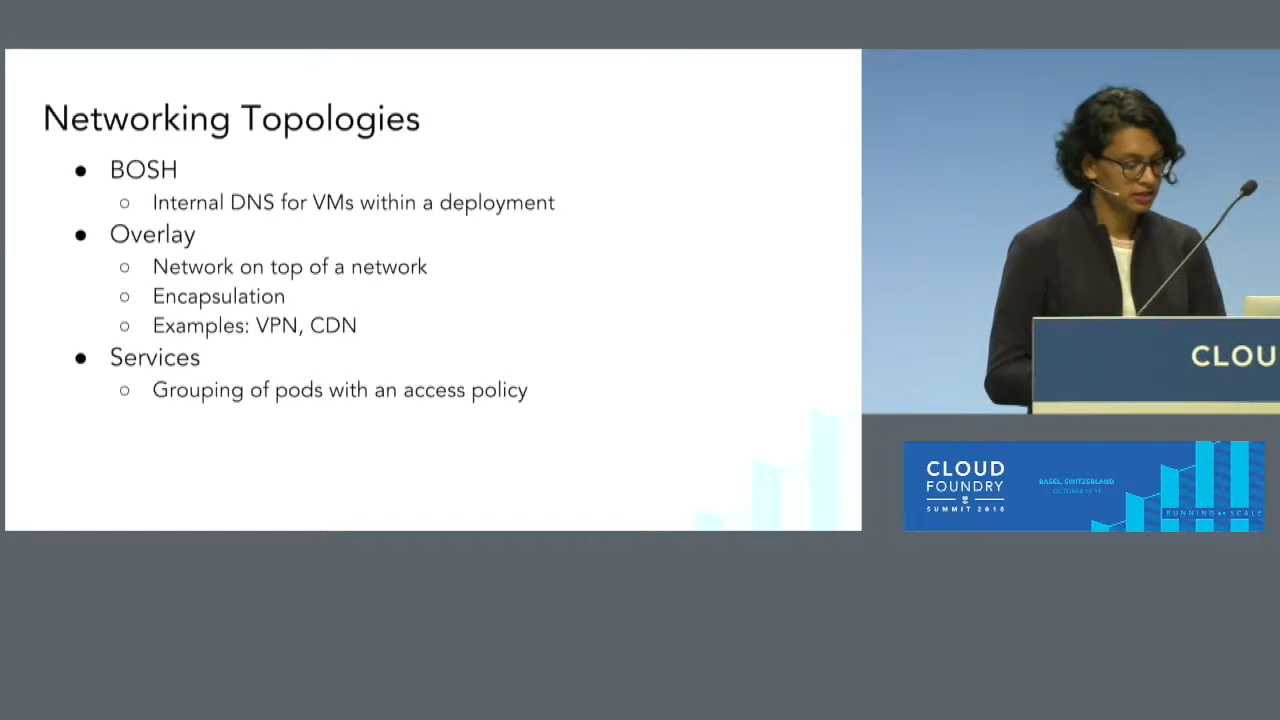 Networking Topologies
● BOSH
○ Internal DNS for VMs within a deployment
● Overlay
○ Network on top of a network
○ Encapsulation
○ Examples: VPN, CDN
● Services
○ Grouping of pods with an access policy
CLOU
CLOUD
FOUNDRY
SUMMIT 2018
BASEL, SWITZERLAND
OCTOBER 10-11
RUNNING AT SCALE